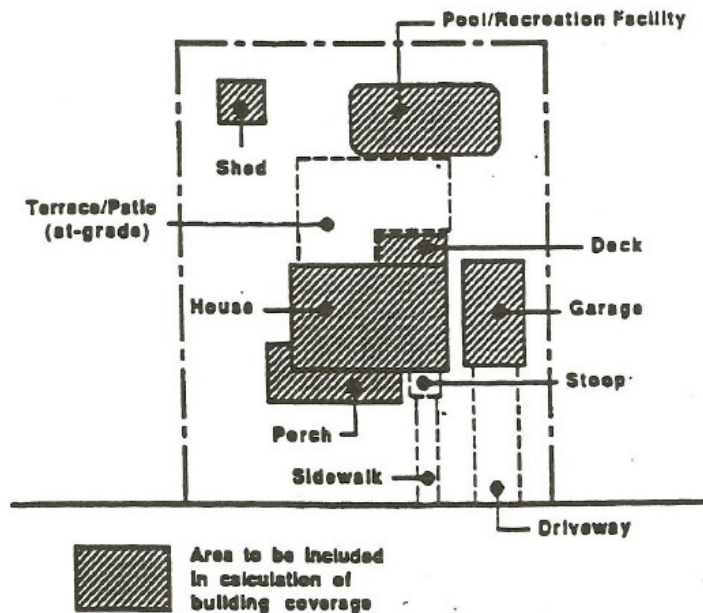 Pool/Recreation Facility
Shed
Terrace/Patio
(at-grade)
Deck
House
Garage
Stoop
Porch
Sidewalk
Driveway
Area to be included
in calculation of
building coverage